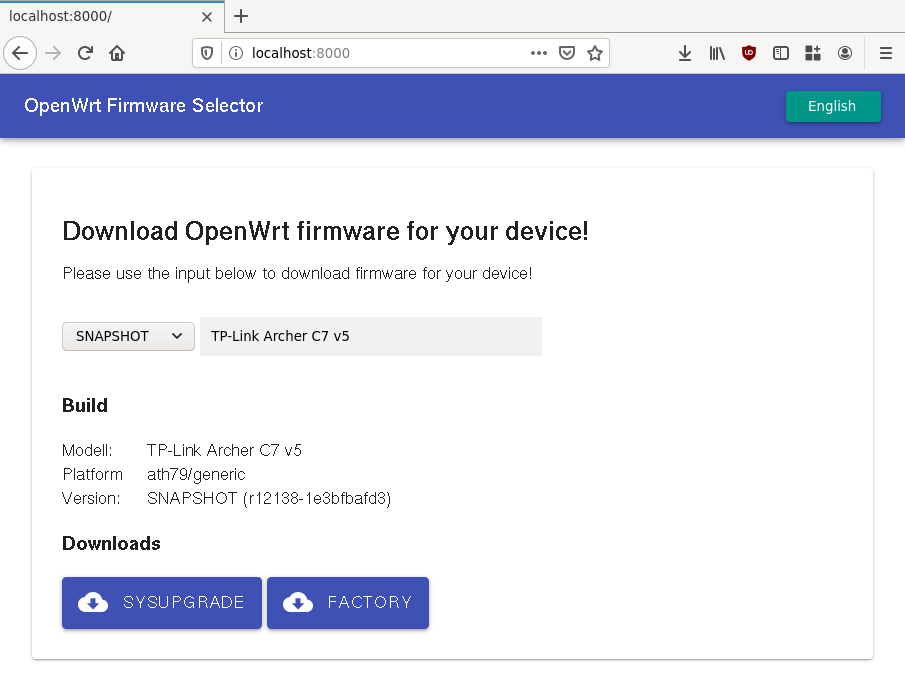 localhost:8000/
localhost:8000
OpenWrt Firmware Selector
English
Download OpenWrt firmware for your device!
Please use the input below to download firmware for your device!
SNAPSHOT TP-Link Archer C7 v5
Build
Modell: TP-Link Archer C7 v5
Platform ath79/generic
Version: SNAPSHOT (r12138-1e3bfbafd3)
Downloads
SYSUPGRADE FACTORY